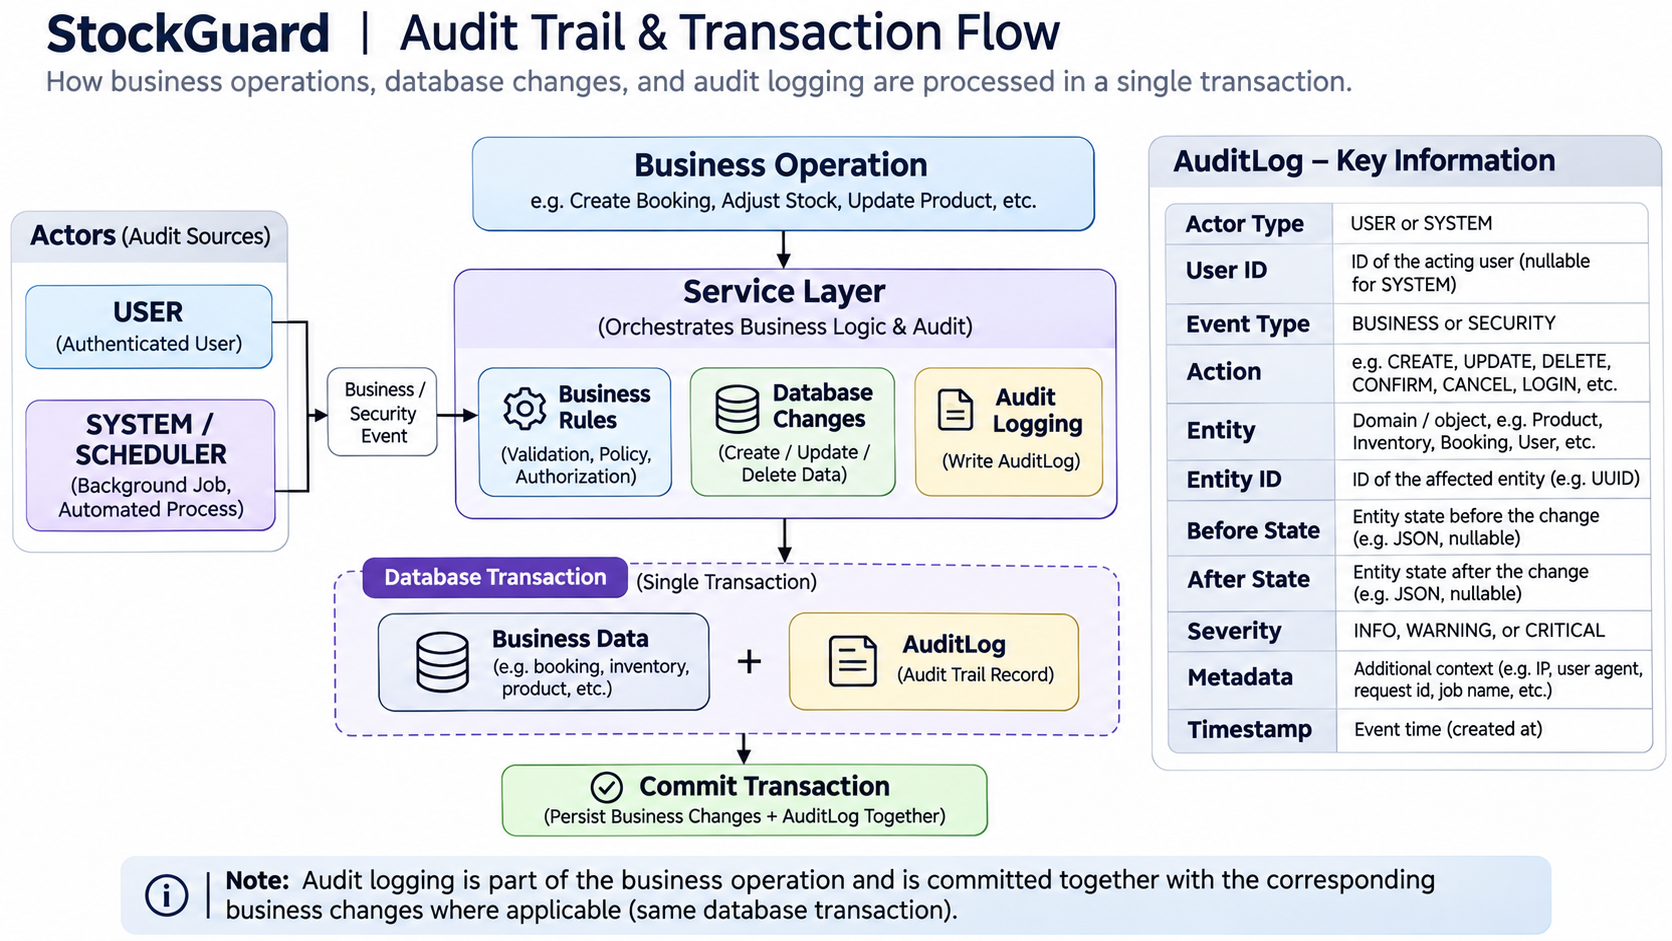 StockGuard | Audit Trail & Transaction Flow
How business operations, database changes, and audit logging are processed in a single transaction.
Actors (Audit Sources)
USER
(Authenticated User)
SYSTEM /
SCHEDULER
(Background Job,
Automated Process)
Business /
Security
Event
Business Operation
e.g. Create Booking, Adjust Stock, Update Product, etc.
Service Layer
(Orchestrates Business Logic & Audit)
Business
Rules
(Validation, Policy,
Authorization)
Database
Changes
(Create / Update /
Delete Data)
Audit
Logging
(Write AuditLog)
Database Transaction (Single Transaction)
Business Data
(e.g. booking, inventory,
product, etc.)
+
AuditLog
(Audit Trail Record)
Commit Transaction
(Persist Business Changes + AuditLog Together)
AuditLog – Key Information
Actor Type USER or SYSTEM
User ID ID of the acting user (nullable
for SYSTEM)
Event Type BUSINESS or SECURITY
Action e.g. CREATE, UPDATE, DELETE,
CONFIRM, CANCEL, LOGIN, etc.
Entity Domain / object, e.g. Product,
Inventory, Booking, User, etc.
Entity ID ID of the affected entity (e.g. UUID)
Before State Entity state before the change
(e.g. JSON, nullable)
After State Entity state after the change
(e.g. JSON, nullable)
Severity INFO, WARNING, or CRITICAL
Metadata Additional context (e.g. IP, user agent,
request id, job name, etc.)
Timestamp Event time (created at)
Note: Audit logging is part of the business operation and is committed together with the corresponding
business changes where applicable (same database transaction).